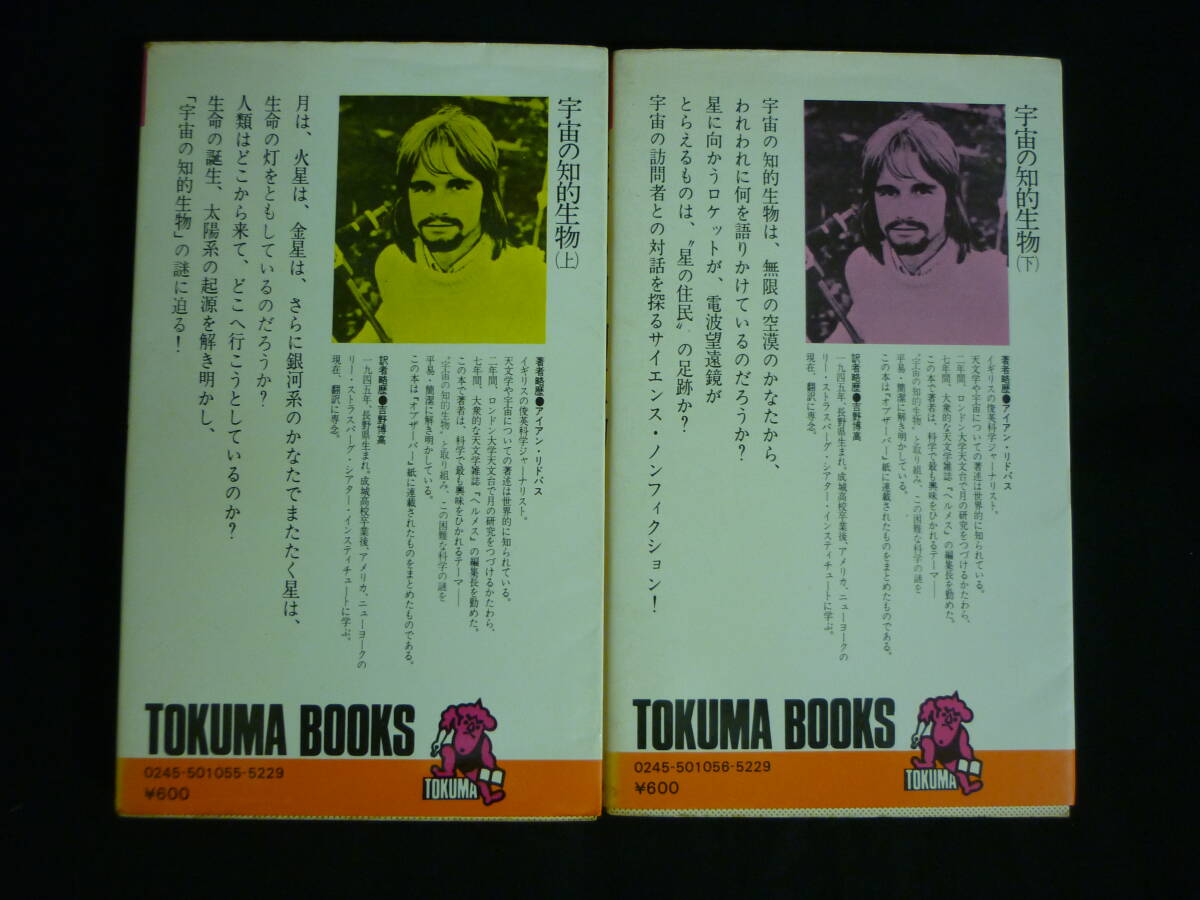 宇宙の知的生物(上)
月は、火星は、金星は、さらに銀河系のかなたでまたたく星は、
生命の灯をともしているのだろうか?
人類はどこから来て、どこへ行こうとしているのか?
生命の誕生、太陽系の起源を解き明かし、
「宇宙の知的生物」の謎に迫る!
著者略歴●アイアン・リドパス
イギリスの俊英科学ジャーナリスト。
天文学や宇宙についての著述は世界的に知られている。
二年間、ロンドン大学天文台で月の研究をつづけるかたわら、
七年間、大衆的な天文学雑誌『ヘルメス』の編集長を勤めた。
この本で著者は、科学で最も興味をひかれるテーマ――
“宇宙の知的生物”と取り組み、この困難な科学の謎を
平易・簡潔に解き明かしている。
この本は『オブザーバー』紙に連載されたものをまとめたものである。
訳者略歴●吉野博高
一九四五年、長野県生まれ。成城高校卒業後、アメリカ、ニューヨークの
リー・ストラスバーグ・シアター・インスティチュートに学ぶ。
現在、翻訳に専念。
TOKUMA BOOKS
TOKUMA
0245-501055-5229
¥600
宇宙の知的生物(下)
宇宙の知的生物は、無限の空漠のかなたから、
われわれに何を語りかけているのだろうか?
星に向かうロケットが、電波望遠鏡が
とらえるものは、〝星の住民〟の足跡か?
宇宙の訪問者との対話を探るサイエンス・ノンフィクション!
著者略歴●アイアン・リドパス
イギリスの俊英科学ジャーナリスト。
天文学や宇宙についての著述は世界的に知られている。
二年間、ロンドン大学天文台で月の研究をつづけるかたわら、
七年間、大衆的な天文学雑誌『ヘルメス』の編集長を勤めた。
この本で著者は、科学で最も興味をひかれるテーマ――
“宇宙の知的生物”と取り組み、この困難な科学の謎を
平易・簡潔に解き明かしている。
この本は『オブザーバー』紙に連載されたものをまとめたものである。
訳者略歴●吉野博高
一九四五年、長野県生まれ。成城高校卒業後、アメリカ、ニューヨークの
リー・ストラスバーグ・シアター・インスティチュートに学ぶ。
現在、翻訳に専念。
TOKUMA BOOKS
TOKUMA
0245-501056-5229
¥600